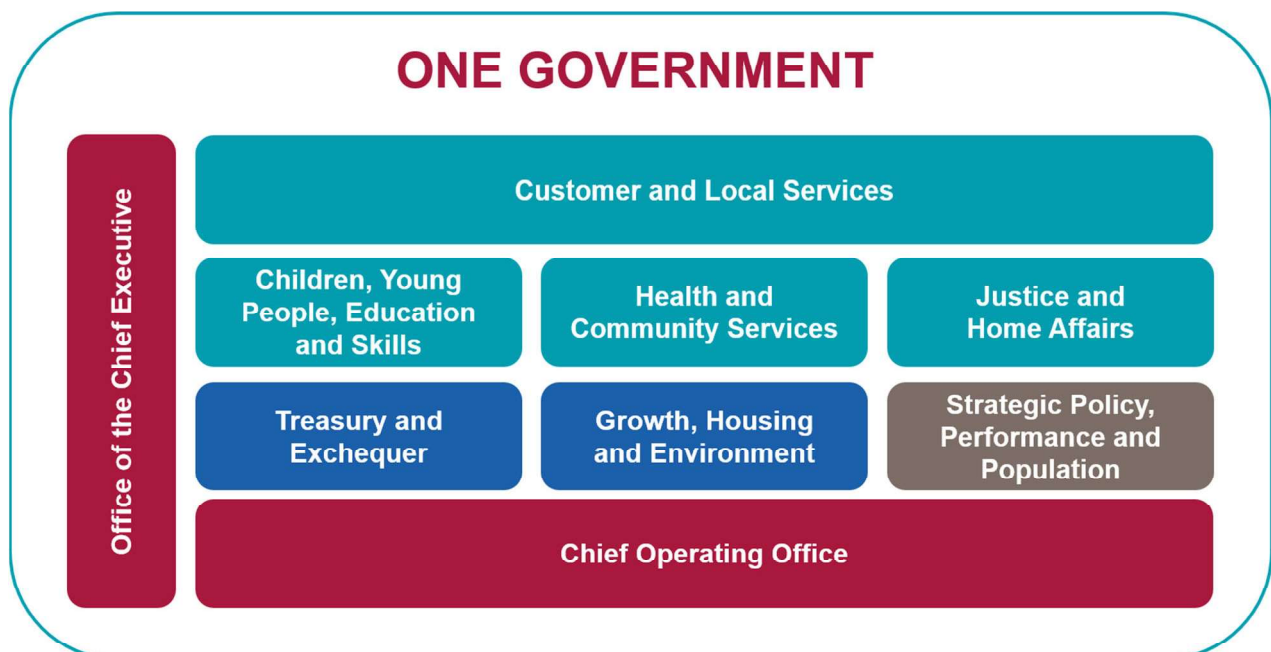 ONE GOVERNMENT
Office of the Chief Executive
Customer and Local Services
Children, Young
People, Education
and Skills
Health and
Community Services
Justice and
Home Affairs
Treasury and
Exchequer
Growth, Housing
and Environment
Strategic Policy,
Performance and
Population
Chief Operating Office